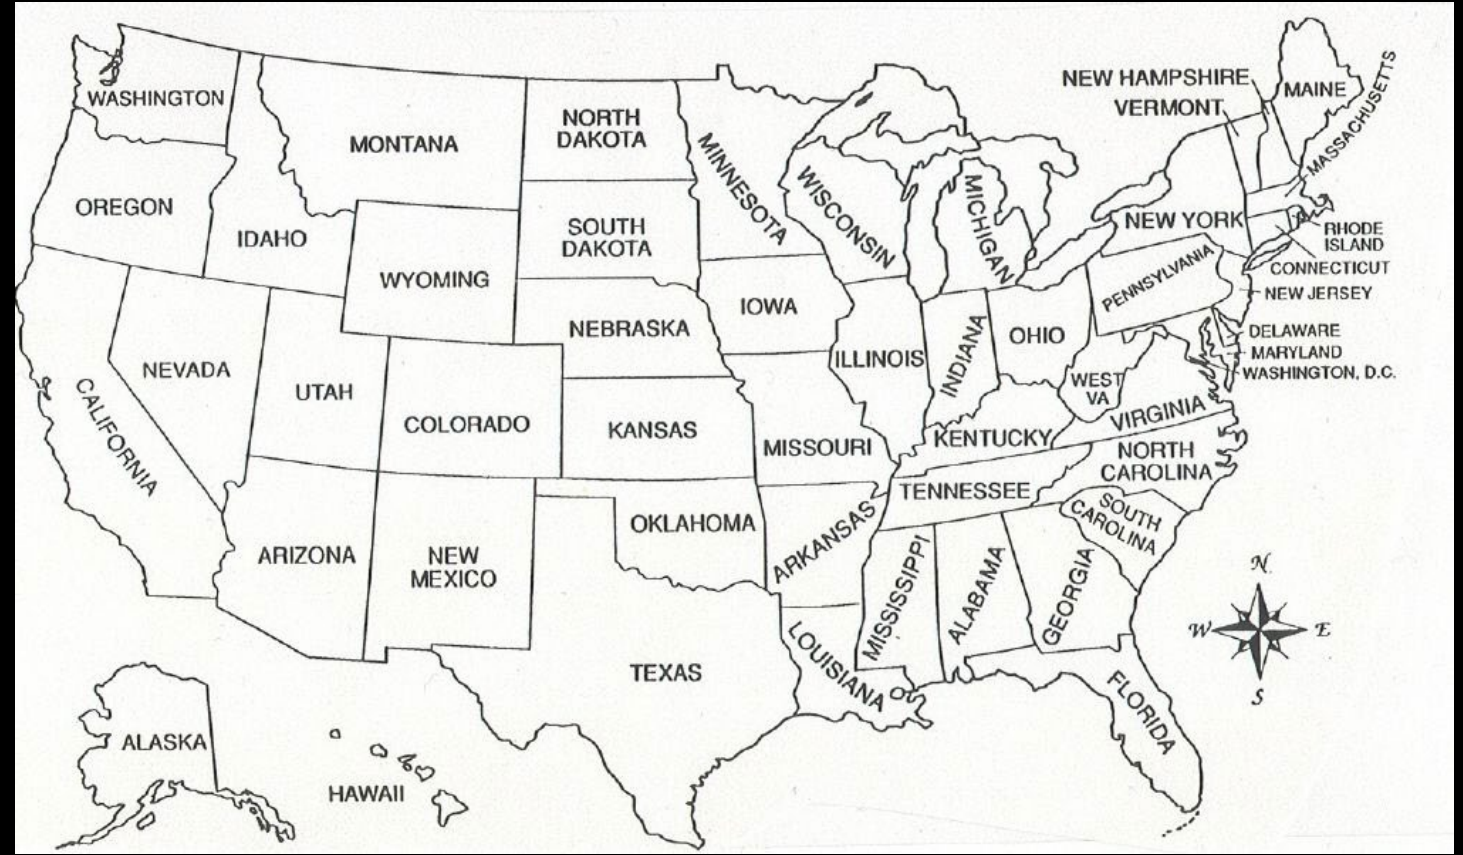 NEW HAMPSHIRE
VERMONT
MAINE
MASSACHUSETTS
WASHINGTON
MONTANA
NORTH
DAKOTA
MINNESOTA
WISCONSIN
MICHIGAN
OREGON
IDAHO
SOUTH
DAKOTA
NEW YORK
RHODE
ISLAND
CONNECTICUT
WYOMING
PENNSYLVANIA
NEW JERSEY
IOWA
NEBRASKA
ILLINOIS
INDIANA
OHIO
DELAWARE
MARYLAND
WASHINGTON, D.C.
NEVADA
UTAH
CALIFORNIA
COLORADO
KANSAS
MISSOURI
KENTUCKY
WEST
VA
VIRGINIA
NORTH
CAROLINA
TENNESSEE
SOUTH
CAROLINA
OKLAHOMA
ARKANSAS
ARIZONA
NEW
MEXICO
MISSISSIPPI
ALABAMA
GEORGIA
N
W
E
S
TEXAS
LOUISIANA
FLORIDA
ALASKA
HAWAII